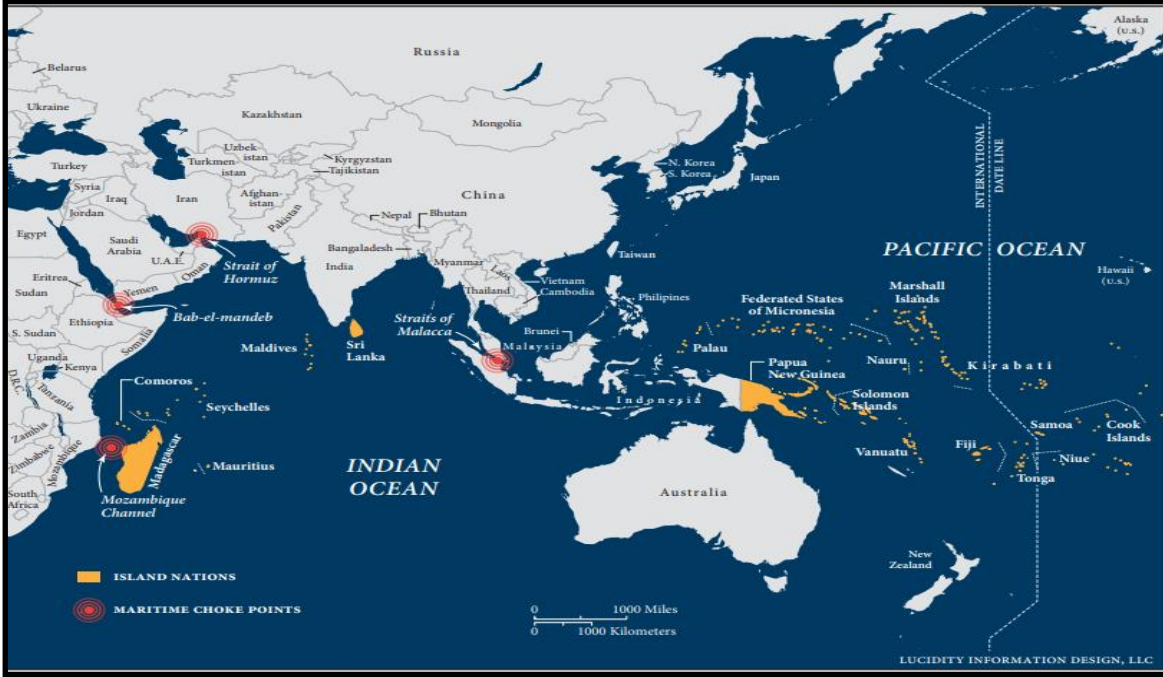 Alaska
(U.S.)
Russia
Belarus
Ukraine
Kazakhstan
Mongolia
Uzbek
istan
Kyrgyzstan
Tajikistan
Turkmen-
istan
Turkey
Syria
Iraq
Iran
Afghan-
istan
Jordan
Pakistan
China
N. Korea
S. Korea
Japan
INTERNATIONAL
DATE LINE
Nepal
Bhutan
Egypt
Saudi
Arabia
U.A.E.
Oman
Bangladesh
India
Myanmar
Laos
Taiwan
PACIFIC OCEAN
Hawaii
(U.S.)
Strait of
Hormuz
Eritrea
Sudan
Yemen
Thailand
Vietnam
Cambodia
Philipines
Marshall
Islands
Federated States
of Micronesia
Bab-el-mandeb
Ethiopia
S. Sudan
Somalia
Straits of
Malacca
Brunei
Malaysia
Maldives
Sri
Lanka
Palau
Nauru
Kirabati
Uganda
Kenya
D.R.C.
Tanzania
Comoros
Seychelles
Papua
New Guinea
Indonesia
Solomon
Islands
Samoa
Cook
Islands
Zambia
Zimbabwe
Mozambique
Madagascar
Mauritius
Vanuatu
Fiji
Niue
Tonga
INDIAN
OCEAN
South
Africa
Mozambique
Channel
Australia
New
Zealand
ISLAND NATIONS
MARITIME CHOKE POINTS
0 1000 Miles
0 1000 Kilometers
LUCIDITY INFORMATION DESIGN, LLC